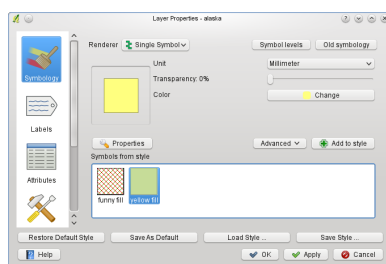 Layer Properties - alaska
Renderer Single Symbol
Symbol levels
Old symbology
Unit
Millimeter
Transparency: 0%
Color
Change
Symbology
Labels
Attributes
Properties
Advanced
Add to style
Symbols from style
funny fill
yellow fill
Restore Default Style
Save As Default
Load Style ...
Save Style ...
Help
OK
Apply
Cancel